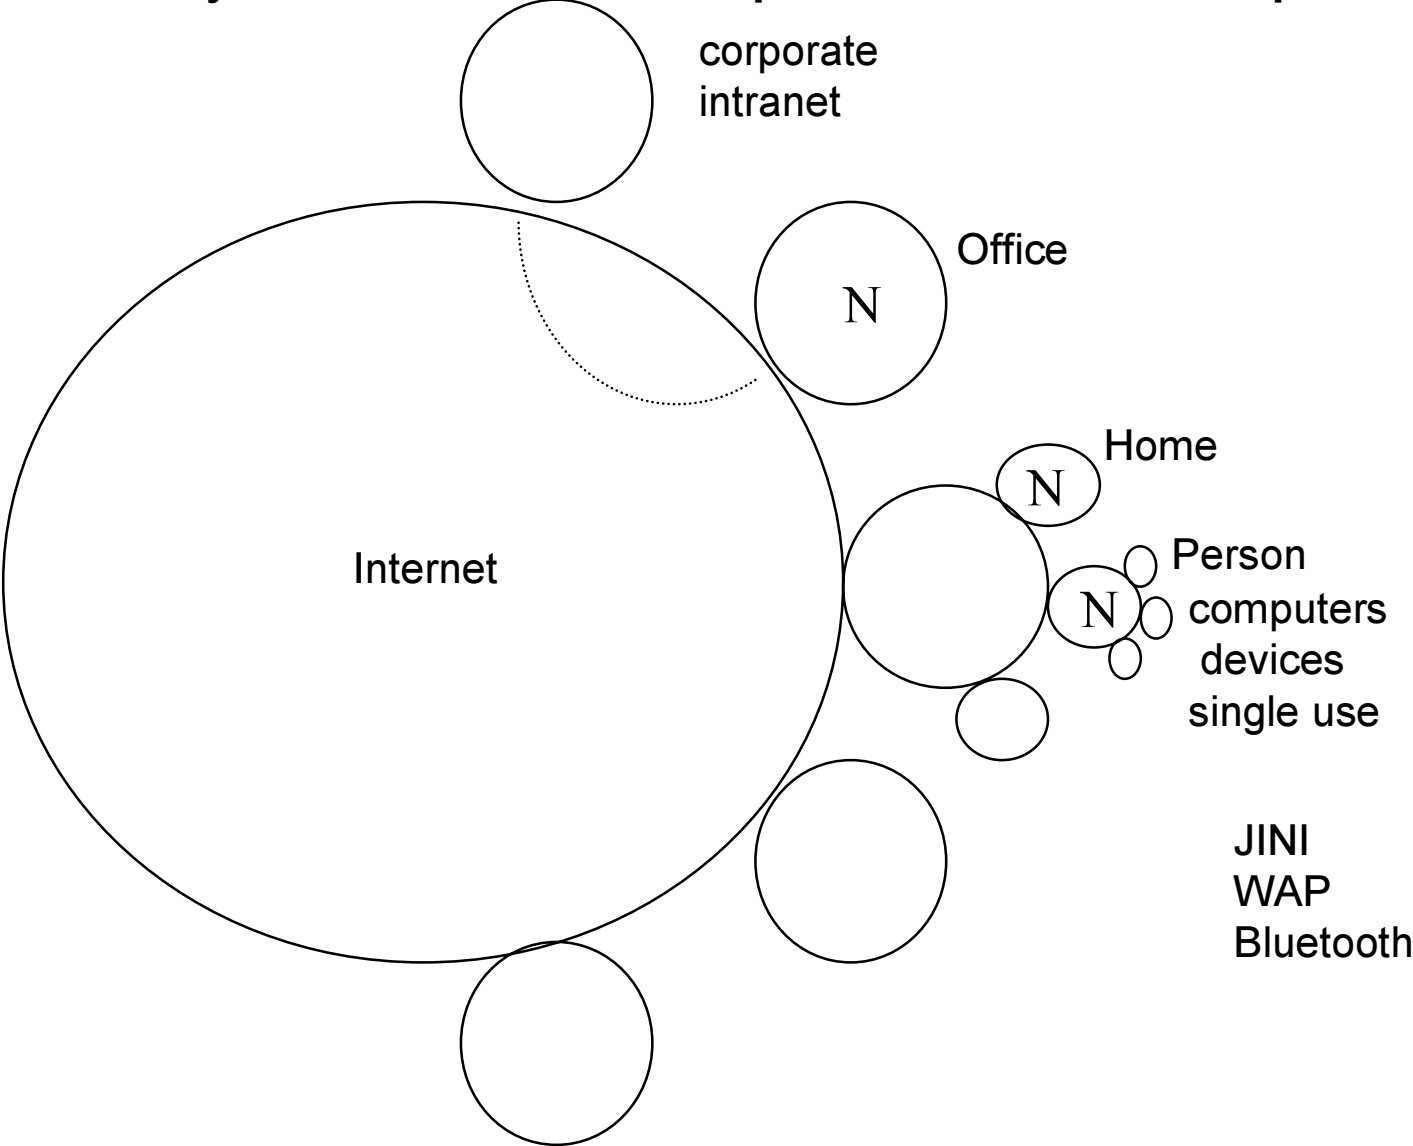 corporate
intranet
Office
N
Home
N
Internet
Person
N
computers
devices
single use
JINI
WAP
Bluetooth